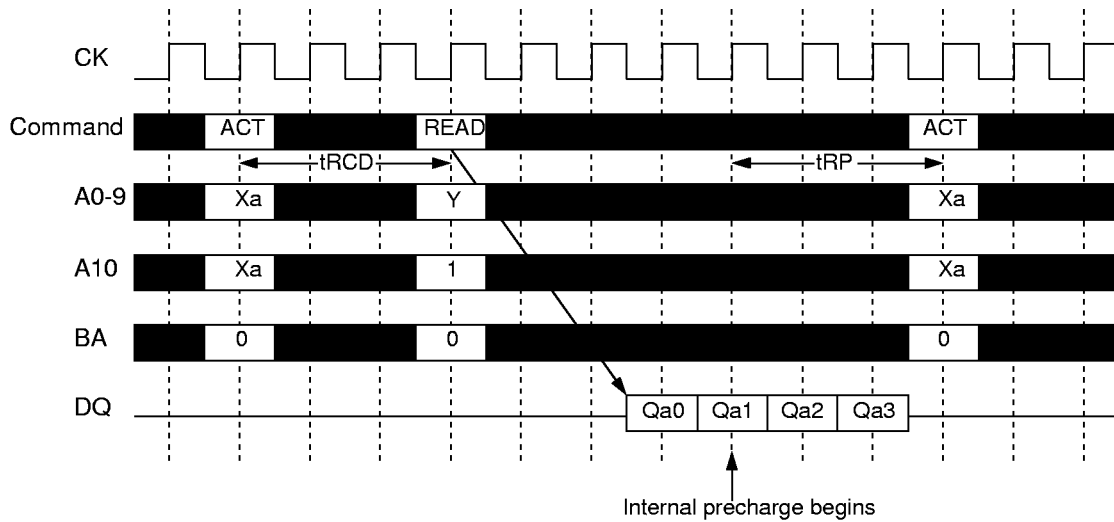 CK
Command ACT READ ACT
tRCD tRP
A0-9 Xa Y Xa
A10 Xa 1 Xa
BA 0 0 0
DQ Qa0 Qa1 Qa2 Qa3
Internal precharge begins